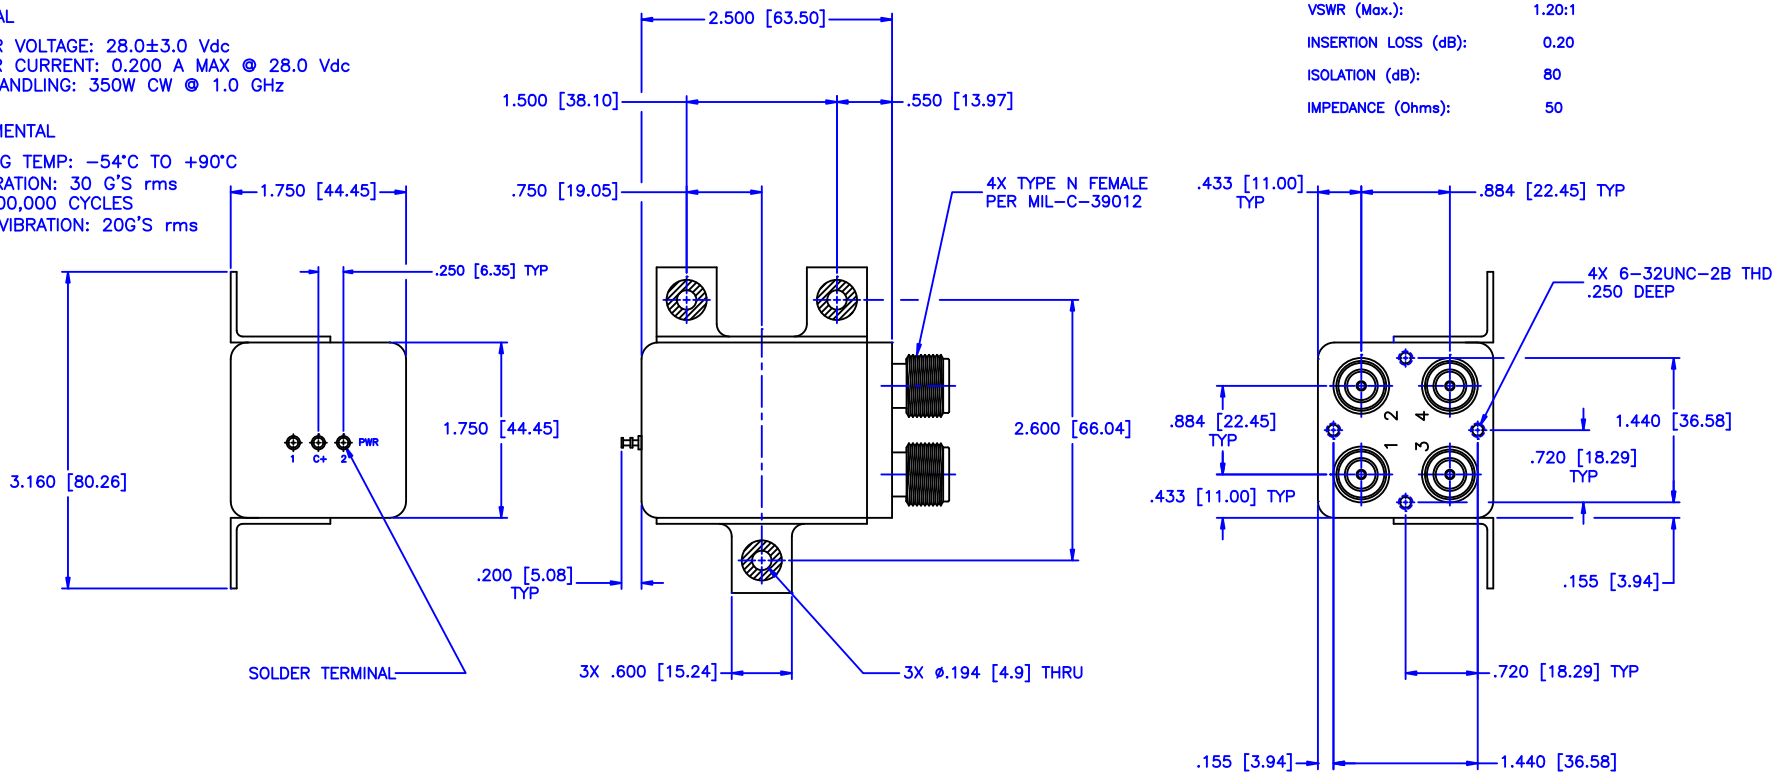 AL
R VOLTAGE: 28.0±3.0 Vdc
R CURRENT: 0.200 A MAX @ 28.0 Vdc
ANDLING: 350W CW @ 1.0 GHz
MENTAL
G TEMP: −54°C TO +90°C
RATION: 30 G'S rms
00,000 CYCLES
VIBRATION: 20G'S rms
VSWR (Max.): 1.20:1
INSERTION LOSS (dB): 0.20
ISOLATION (dB): 80
IMPEDANCE (Ohms): 50
1.750 [44.45]
.250 [6.35] TYP
3.160 [80.26]
1.750 [44.45]
PWR
1 C+ 2
SOLDER TERMINAL
2.500 [63.50]
1.500 [38.10]
.550 [13.97]
.750 [19.05]
4X TYPE N FEMALE
PER MIL−C−39012
2.600 [66.04]
.200 [5.08]
TYP
3X .600 [15.24]
3X ø.194 [4.9] THRU
.433 [11.00]
TYP
.884 [22.45] TYP
4X 6−32UNC−2B THD
.250 DEEP
2 4
1 3
.884 [22.45]
TYP
1.440 [36.58]
.720 [18.29]
TYP
.433 [11.00] TYP
.155 [3.94]
.720 [18.29] TYP
.155 [3.94]
1.440 [36.58]